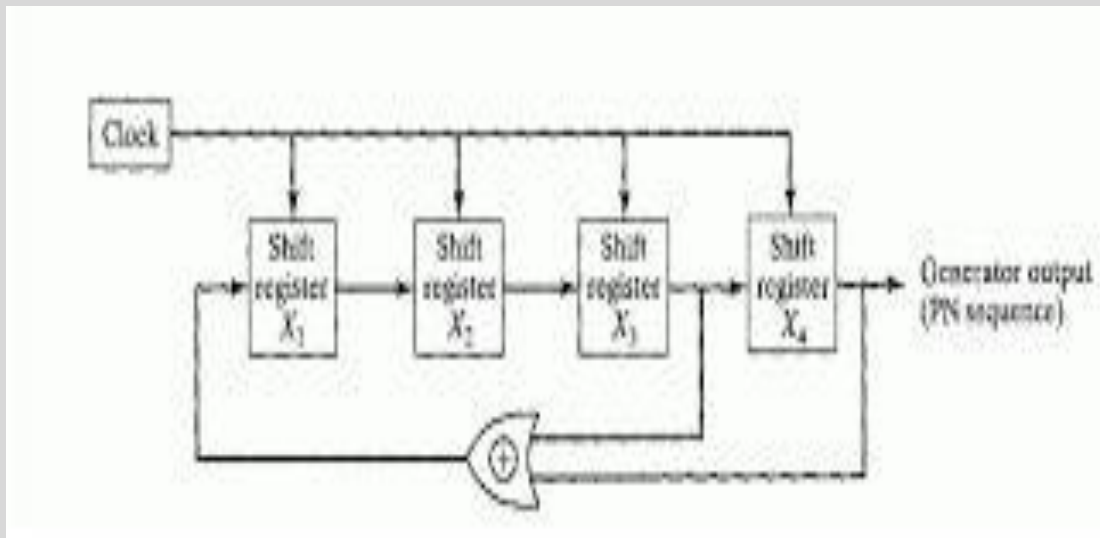 Clock
Shift
register
X₁
Shift
register
X₂
Shift
register
X₃
Shift
register
X₄
Generator output
(PN sequence)